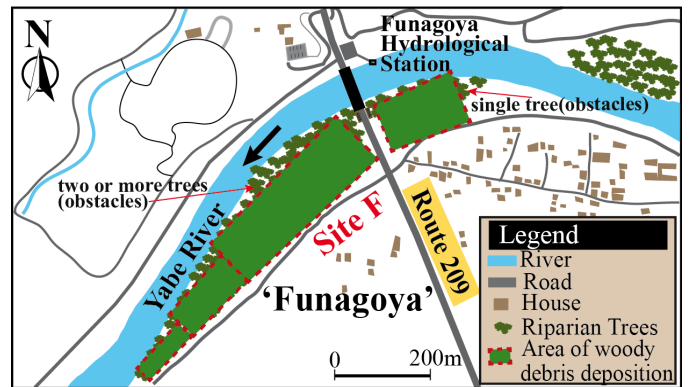 N
Funagoya
Hydrological
Station
single tree(obstacles)
two or more trees
(obstacles)
Yabe River
Site F
Route 209
'Funagoya'
0 200m
Legend
River
Road
House
Riparian Trees
Area of woody
debris deposition